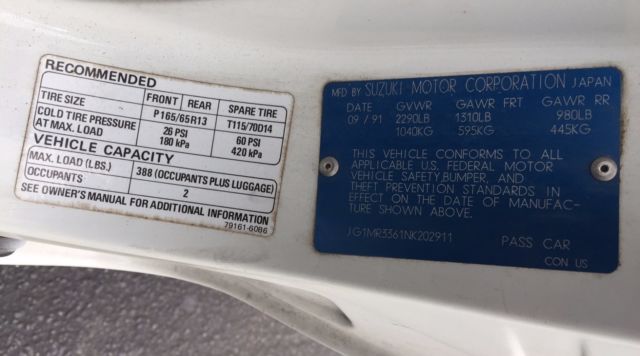 RECOMMENDED
TIRE SIZE FRONT REAR SPARE TIRE
P165/65R13 T115/70D14
COLD TIRE PRESSURE AT MAX. LOAD 26 PSI 60 PSI
180 kPa 420 kPa
VEHICLE CAPACITY
MAX. LOAD (LBS.) 388 (OCCUPANTS PLUS LUGGAGE)
OCCUPANTS 2
SEE OWNER'S MANUAL FOR ADDITIONAL INFORMATION
79161-60B6
MFD BY SUZUKI MOTOR CORPORATION JAPAN
DATE GVWR GAWR FRT GAWR RR
09/91 2290LB 1310LB 980LB
1040KG 595KG 445KG
THIS VEHICLE CONFORMS TO ALL
APPLICABLE U.S. FEDERAL MOTOR
VEHICLE SAFETY,BUMPER, AND
THEFT PREVENTION STANDARDS IN
EFFECT ON THE DATE OF MANUFAC-
TURE SHOWN ABOVE.
JG1MR3361NK202911 PASS CAR
CON US